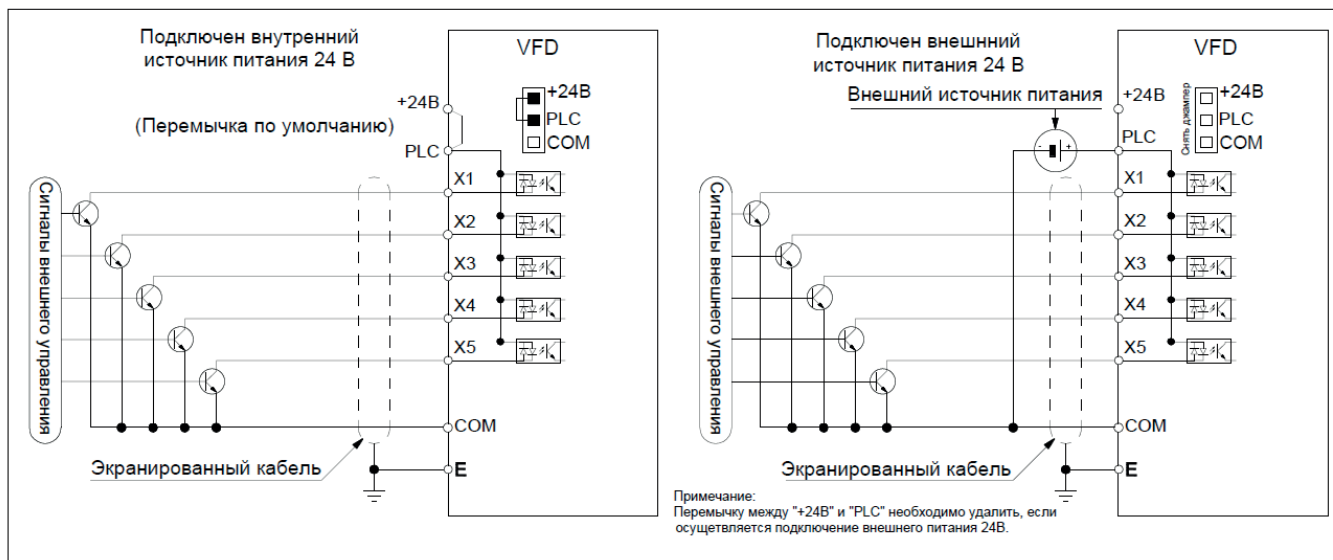 Подключен внутренний
источник питания 24 В
VFD
+24В
(Перемычка по умолчанию)
PLC
+24В
PLC
COM
X1
X2
X3
X4
X5
COM
E
Сигналы внешнего управления
Экранированный кабель
Подключен внешнний
источник питания 24 В
Внешний источник питания
VFD
+24В
PLC
Снять джампер
+24В
PLC
COM
- +
X1
X2
X3
X4
X5
COM
E
Сигналы внешнего управления
Экранированный кабель
Примечание:
Перемычку между "+24В" и "PLC" необходимо удалить, если
осущетвляется подключение внешнего питания 24В.